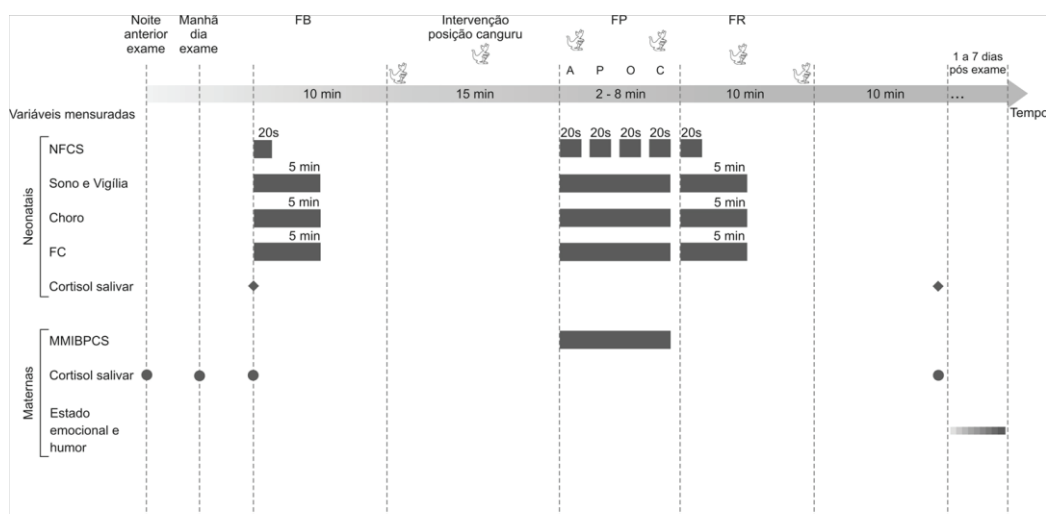 Noite
anterior
exame
Manhã
dia
exame
FB
Intervenção
posição canguru
FP
FR
A P O C
1 a 7 dias
pós exame
10 min 15 min 2 - 8 min 10 min 10 min ...
Tempo
Variáveis mensuradas
Neonatais
20s 20s 20s 20s 20s 20s
NFCS
5 min 5 min
Sono e Vigília
5 min 5 min
Choro
5 min 5 min
FC
Cortisol salivar
Maternas
MMIBPCS
Cortisol salivar
Estado
emocional e
humor